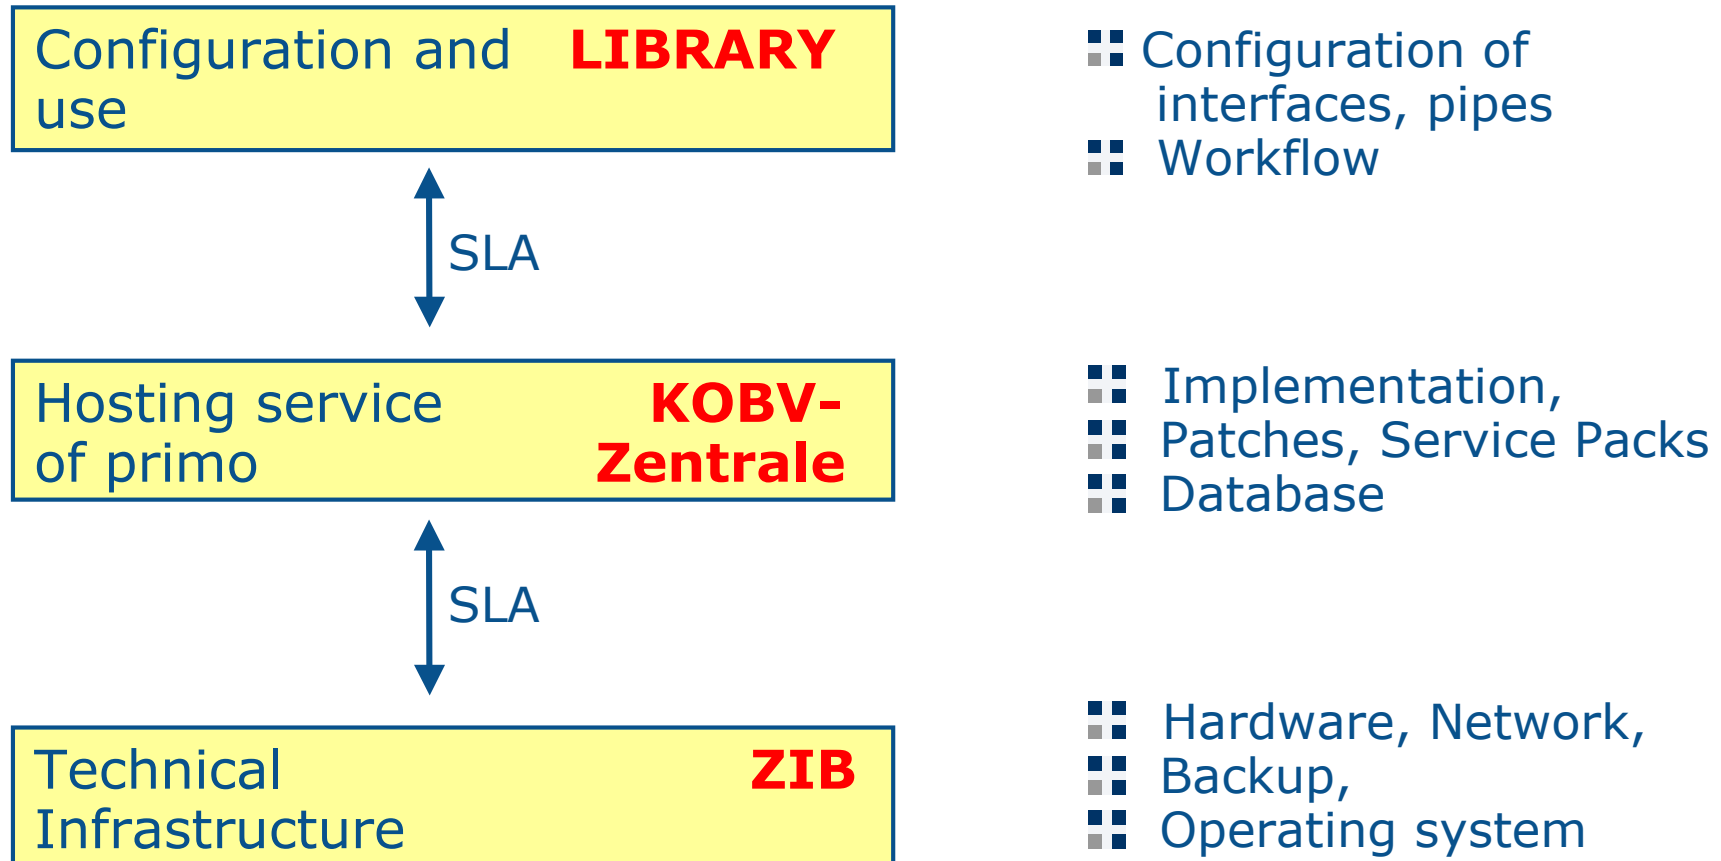 Configuration and LIBRARY
use
Configuration of
interfaces, pipes
Workflow
SLA
Hosting service KOBV-
of primo Zentrale
Implementation,
Patches, Service Packs
Database
SLA
Technical ZIB
Infrastructure
Hardware, Network,
Backup,
Operating system